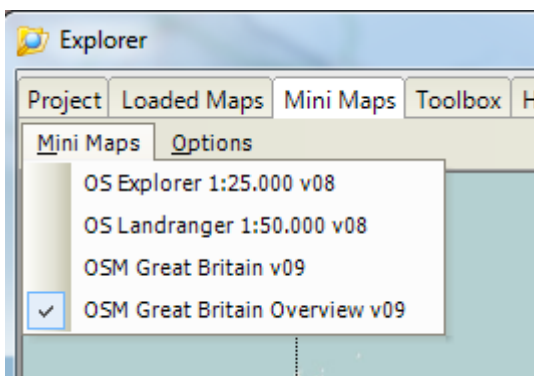 Explorer
Project Loaded Maps Mini Maps Toolbox H
Mini Maps Options
OS Explorer 1:25.000 v08
OS Landranger 1:50.000 v08
OSM Great Britain v09
OSM Great Britain Overview v09